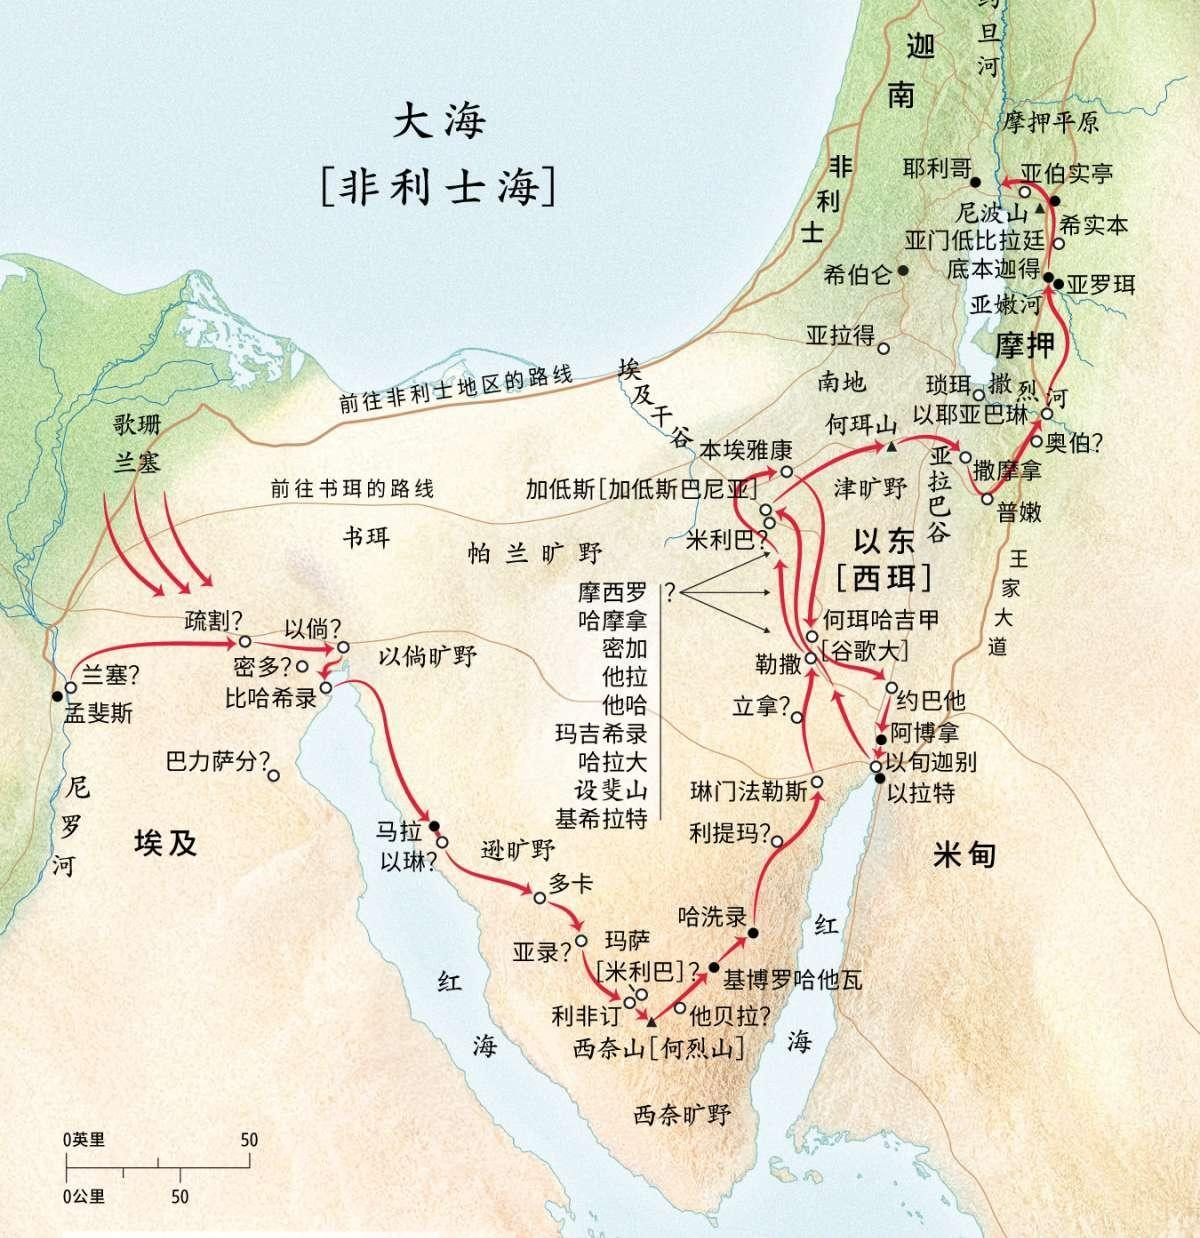 约旦河
迦南
大海
[非利士海]
摩押平原
非利士
耶利哥
亚伯实亭
尼波山
希实本
亚门低比拉廷
希伯仑
底本迦得
亚罗珥
亚嫩河
亚拉得
摩押
埃及干谷
前往非利士地区的路线
南地
琐珥
撒烈河
以耶亚巴琳
歌珊
兰塞
何珥山
奥伯?
本埃雅康
亚拉巴谷
撒摩拿
前往书珥的路线
加低斯[加低斯巴尼亚]
津旷野
普嫩
书珥
帕兰旷野
米利巴?
以东
[西珥]
王家大道
摩西罗
?
哈摩拿
密加
他拉
他哈
玛吉希录
哈拉大
设斐山
基希拉特
疏割?
以倘?
何珥哈吉甲
[谷歌大]
以倘旷野
勒撒
密多?
兰塞?
比哈希录
约巴他
孟斐斯
立拿?
阿博拿
巴力萨分?
以旬迦别
琳门法勒斯
以拉特
尼罗河
埃及
马拉
利提玛?
以琳?
逊旷野
米甸
多卡
哈洗录
红海
亚录?
玛萨
[米利巴]?
基博罗哈他瓦
红海
利非订
他贝拉?
西奈山[何烈山]
西奈旷野
0英里 50
0公里 50